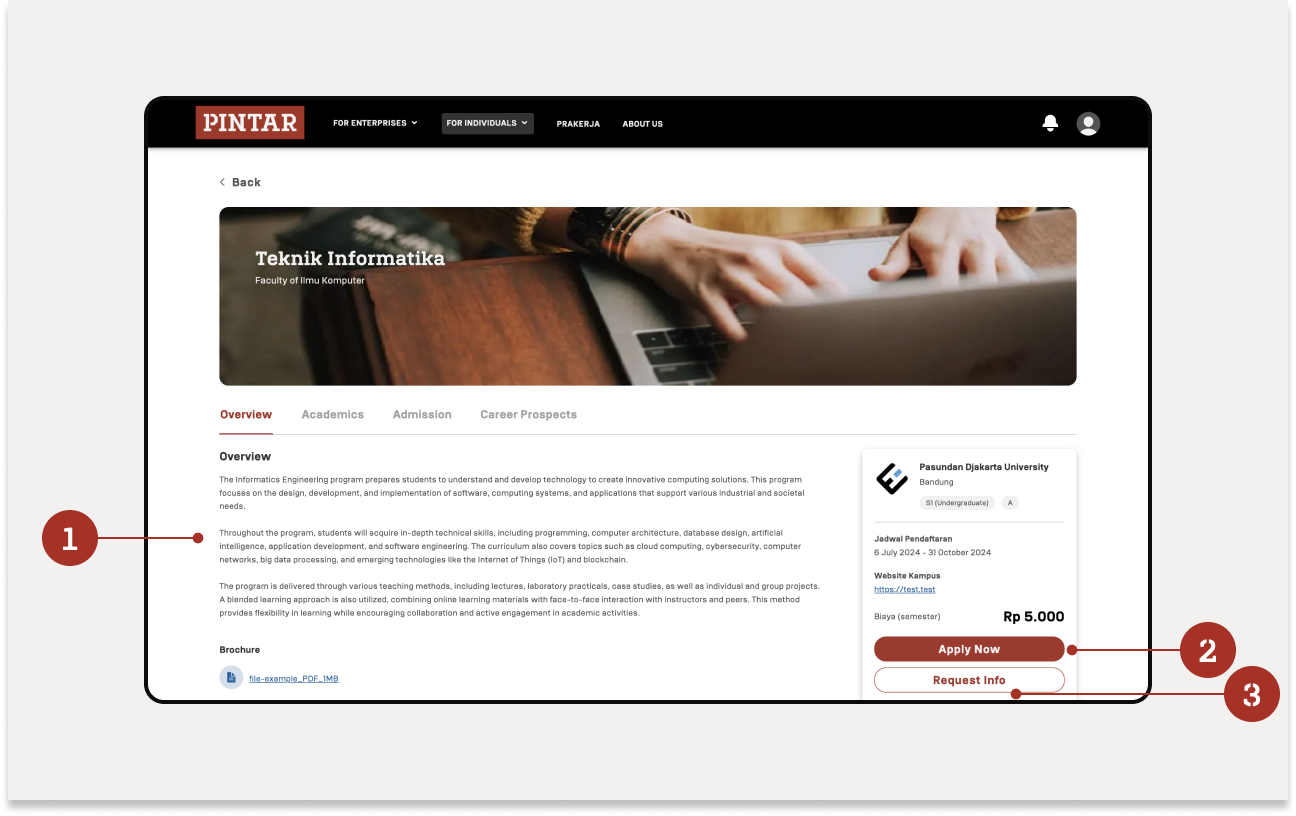 PINTAR
FOR ENTERPRISES
FOR INDIVIDUALS
PRAKERJA
ABOUT US
Back
Teknik Informatika
Faculty of Ilmu Komputer
Overview
Academics
Admission
Career Prospects
Overview
The Informatics Engineering program prepares students to understand and develop technology to create innovative computing solutions. This program
focuses on the design, development, and implementation of software, computing systems, and applications that support various industrial and societal
needs.
Throughout the program, students will acquire in-depth technical skills, including programming, computer architecture, database design, artificial
intelligence, application development, and software engineering. The curriculum also covers topics such as cloud computing, cybersecurity, computer
networks, big data processing, and emerging technologies like the Internet of Things (IoT) and blockchain.
The program is delivered through various teaching methods, including lectures, laboratory practicals, case studies, as well as individual and group projects.
A blended learning approach is also utilized, combining online learning materials with face-to-face interaction with instructors and peers. This method
provides flexibility in learning while encouraging collaboration and active engagement in academic activities.
Brochure
file-example_PDF_1MB
Pasundan Djakarta University
Bandung
S1 (Undergraduate)
A
Jadwal Pendaftaran
6 July 2024 - 31 October 2024
Website Kampus
https://test.test
Biaya (semester)
Rp 5.000
Apply Now
Request Info
1
2
3